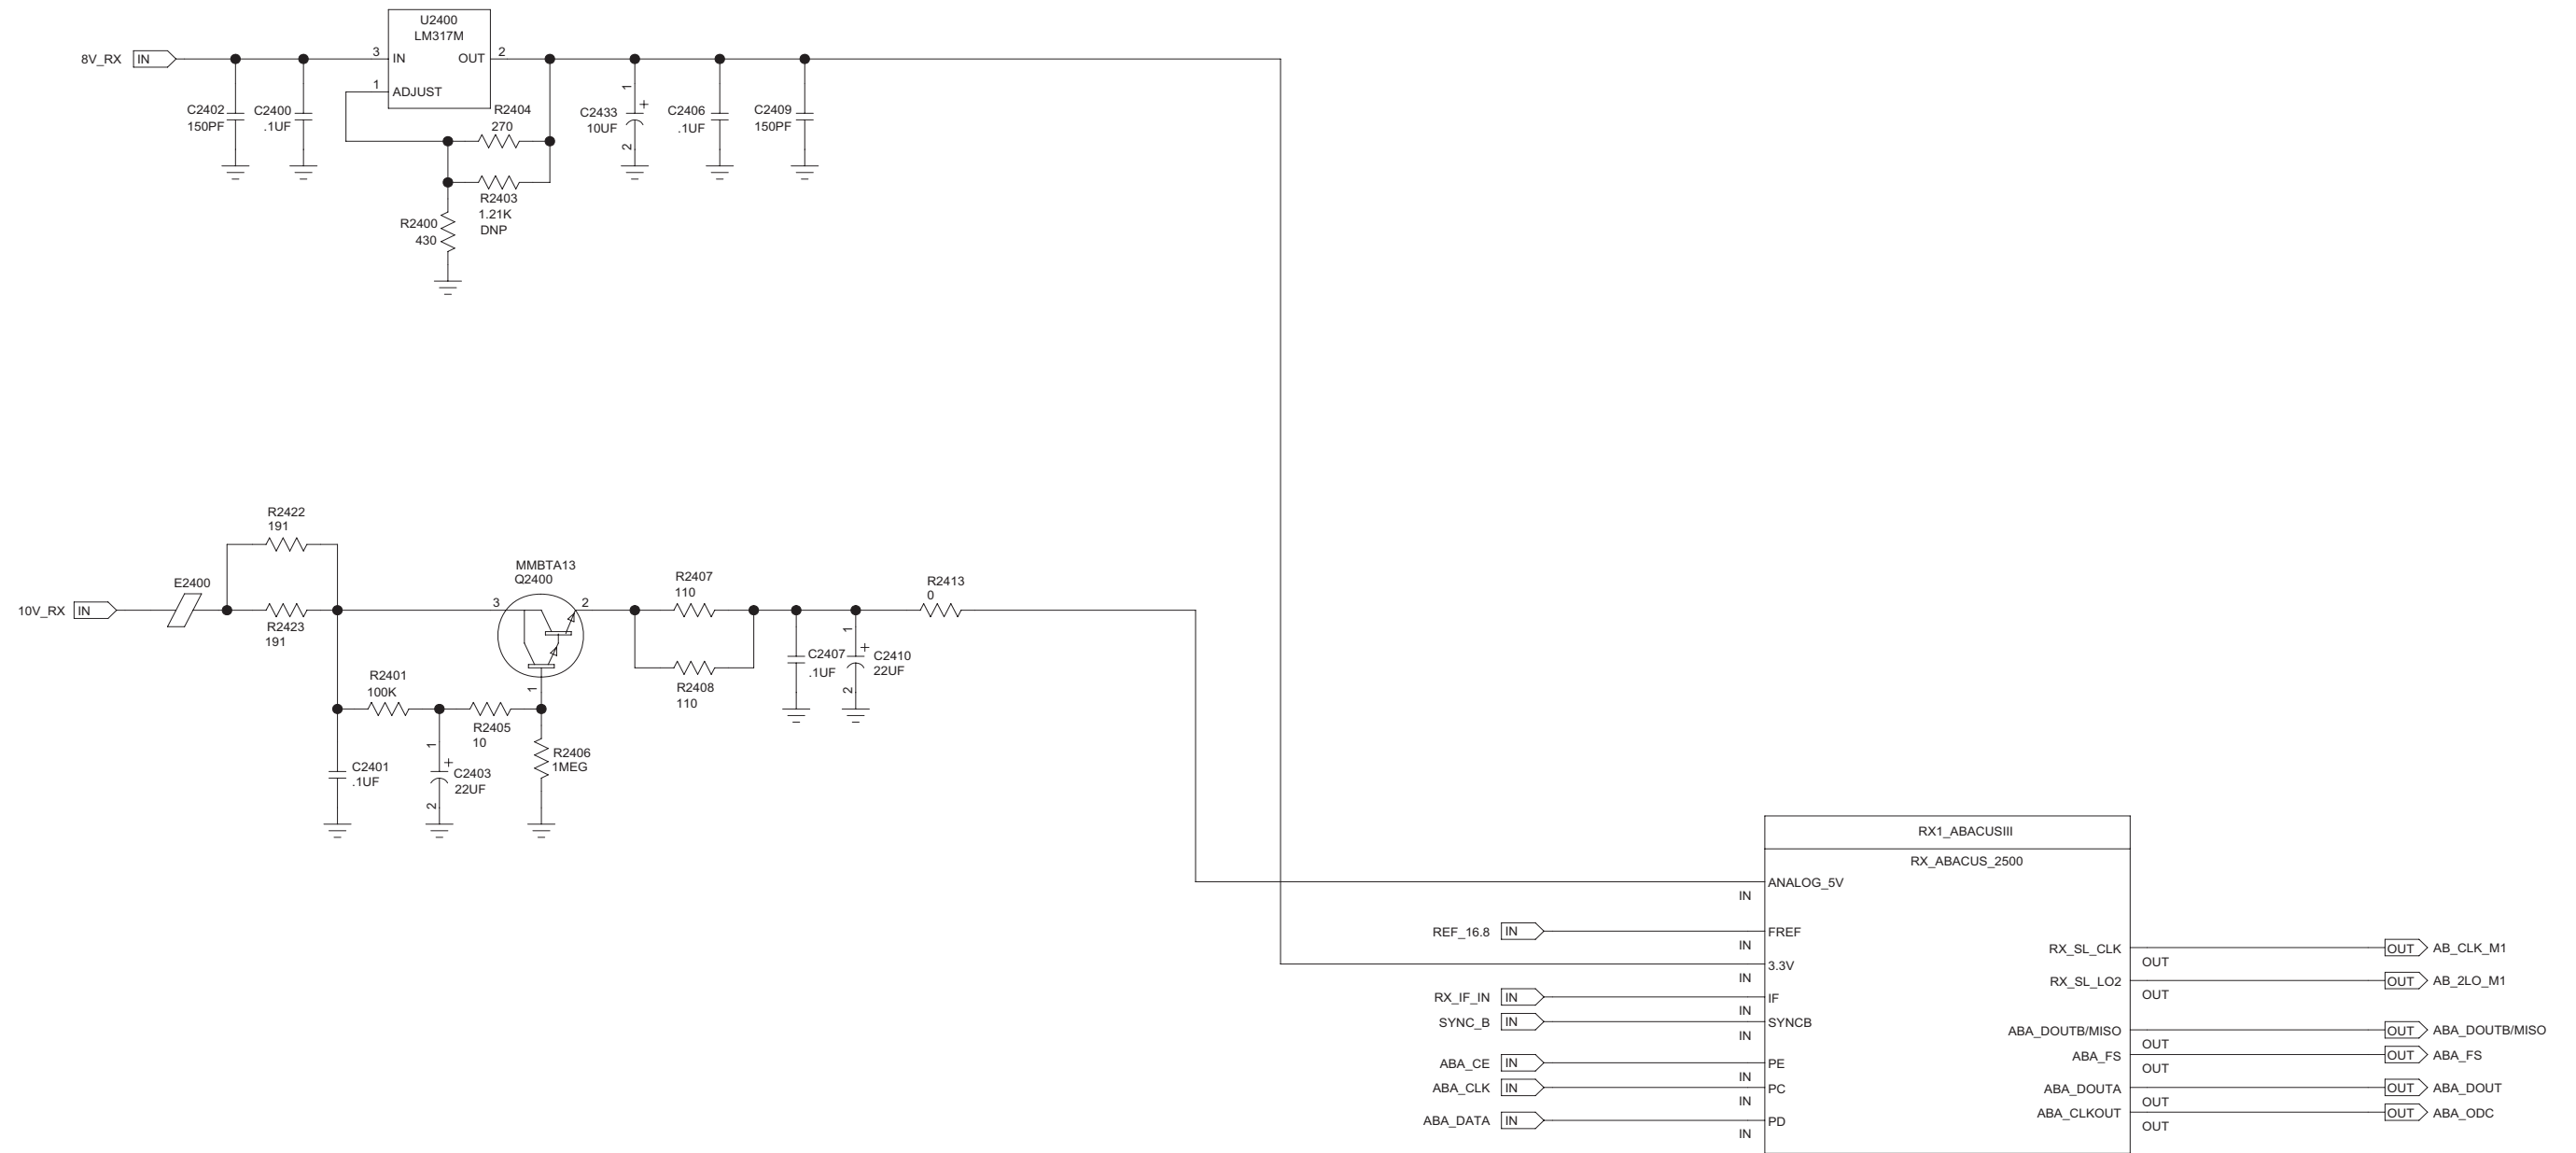 U2400
LM317M
8V_RX IN
3 IN OUT 2
1 ADJUST
C2402
150PF
C2400
.1UF
R2404
270
R2403
1.21K
DNP
R2400
430
1
C2433 +
10UF
2
C2406
.1UF
C2409
150PF
R2422
191
10V_RX IN
E2400
R2423
191
MMBTA13
Q2400
3 2
1
R2407
110
R2408
110
R2413
0
C2407
.1UF
1
+ C2410
22UF
2
R2401
100K
R2405
10
R2406
1MEG
C2401
.1UF
1
+ C2403
22UF
2
RX1_ABACUSIII
RX_ABACUS_2500
ANALOG_5V
IN
REF_16.8 IN FREF
IN
3.3V
IN
RX_IF_IN IN IF
IN
SYNC_B IN SYNCB
IN
ABA_CE IN PE
IN
ABA_CLK IN PC
IN
ABA_DATA IN PD
IN
RX_SL_CLK OUT AB_CLK_M1
OUT
RX_SL_LO2 OUT AB_2LO_M1
OUT
ABA_DOUTB/MISO OUT ABA_DOUTB/MISO
OUT
ABA_FS OUT ABA_FS
OUT
ABA_DOUTA OUT ABA_DOUT
OUT
ABA_CLKOUT OUT ABA_ODC
OUT